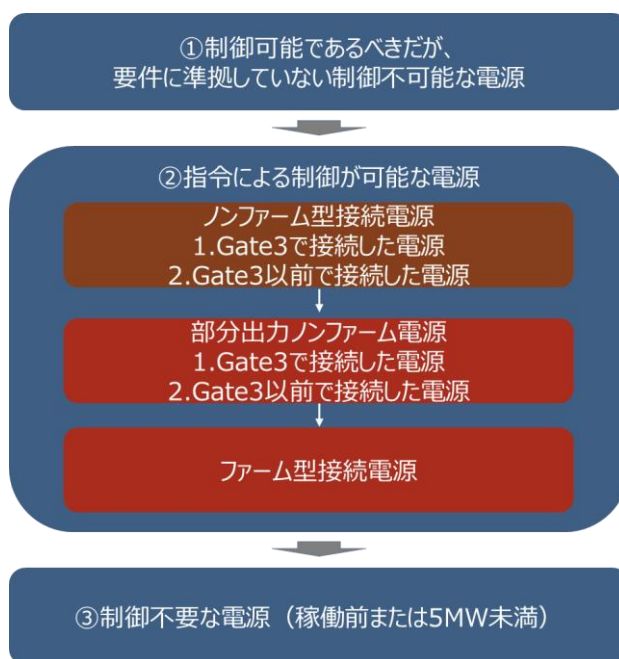 ①制御可能であるべきだが、
要件に準拠していない制御不可能な電源
②指令による制御が可能な電源
ノンファーム型接続電源
1.Gate3で接続した電源
2.Gate3以前で接続した電源
部分出力ノンファーム電源
1.Gate3で接続した電源
2.Gate3以前で接続した電源
ファーム型接続電源
③制御不要な電源（稼働前または5MW未満）